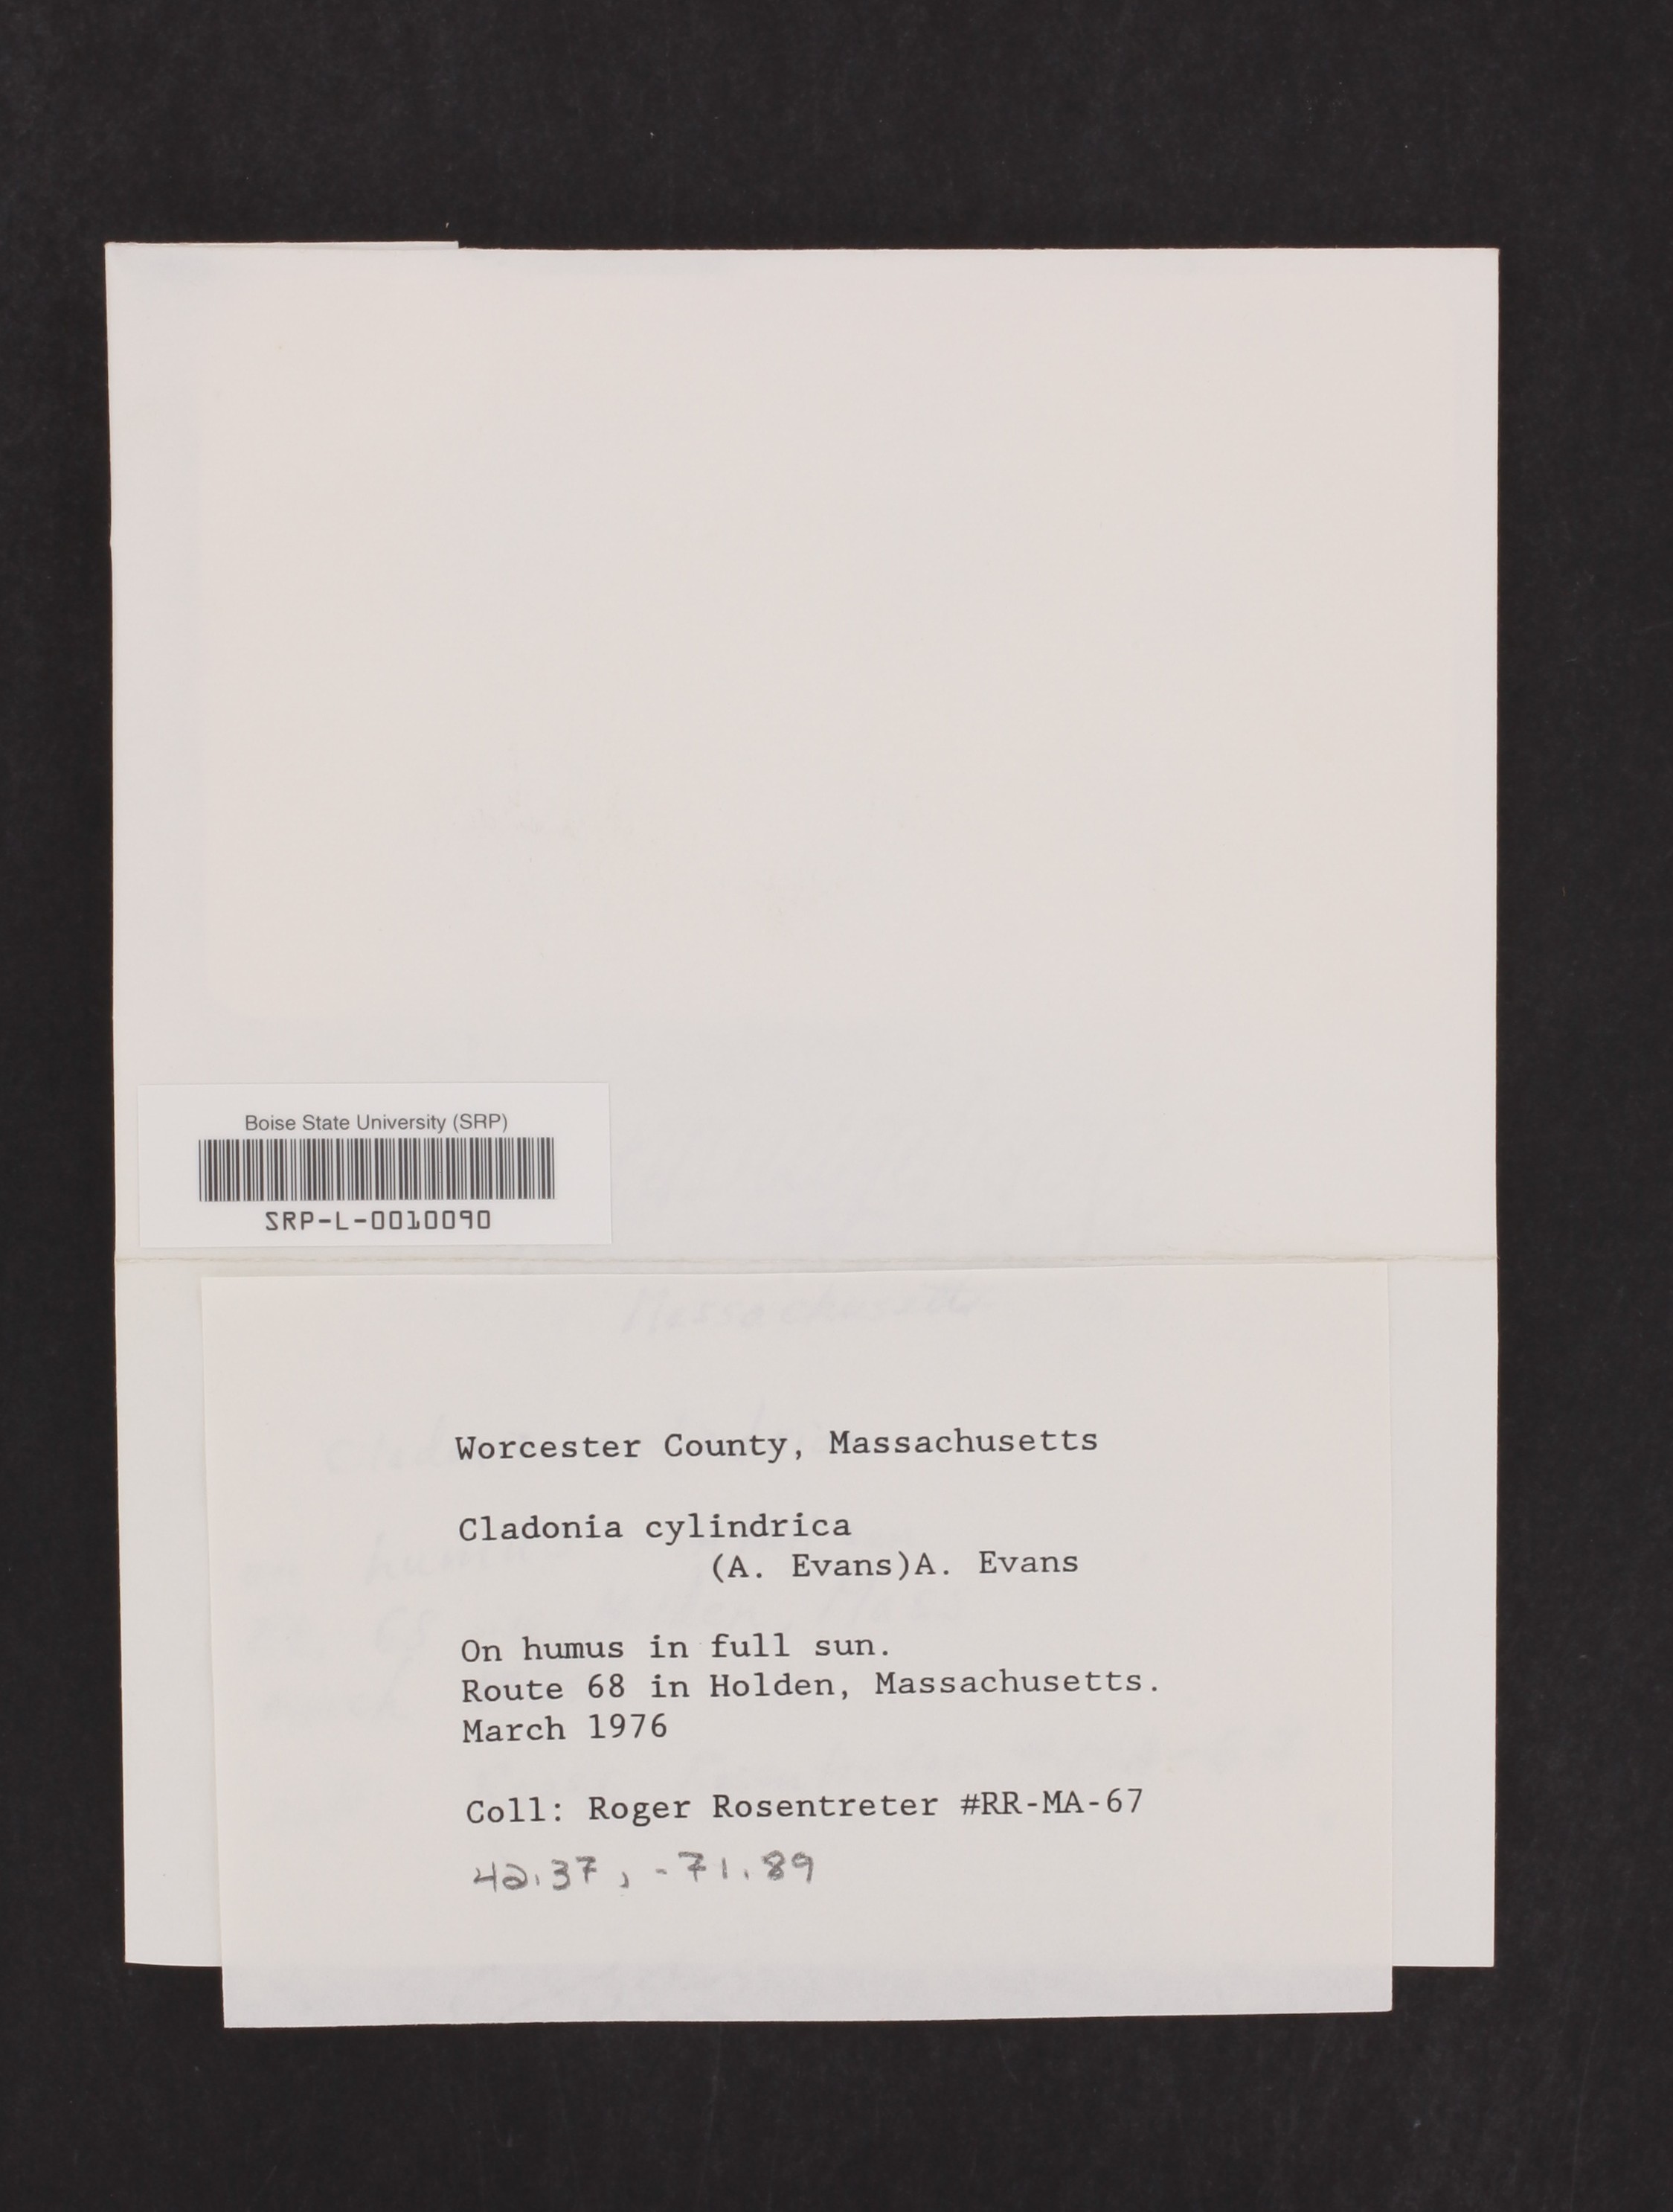 Boise State University (SRP)
SRP-L-0010090
Massachusetts
Worcester County, Massachusetts
Cladonia cylindrica
(A. Evans)A. Evans
On humus in full sun.
Route 68 in Holden, Massachusetts.
March 1976
Coll: Roger Rosentreter #RR-MA-67
42.37, -71.89